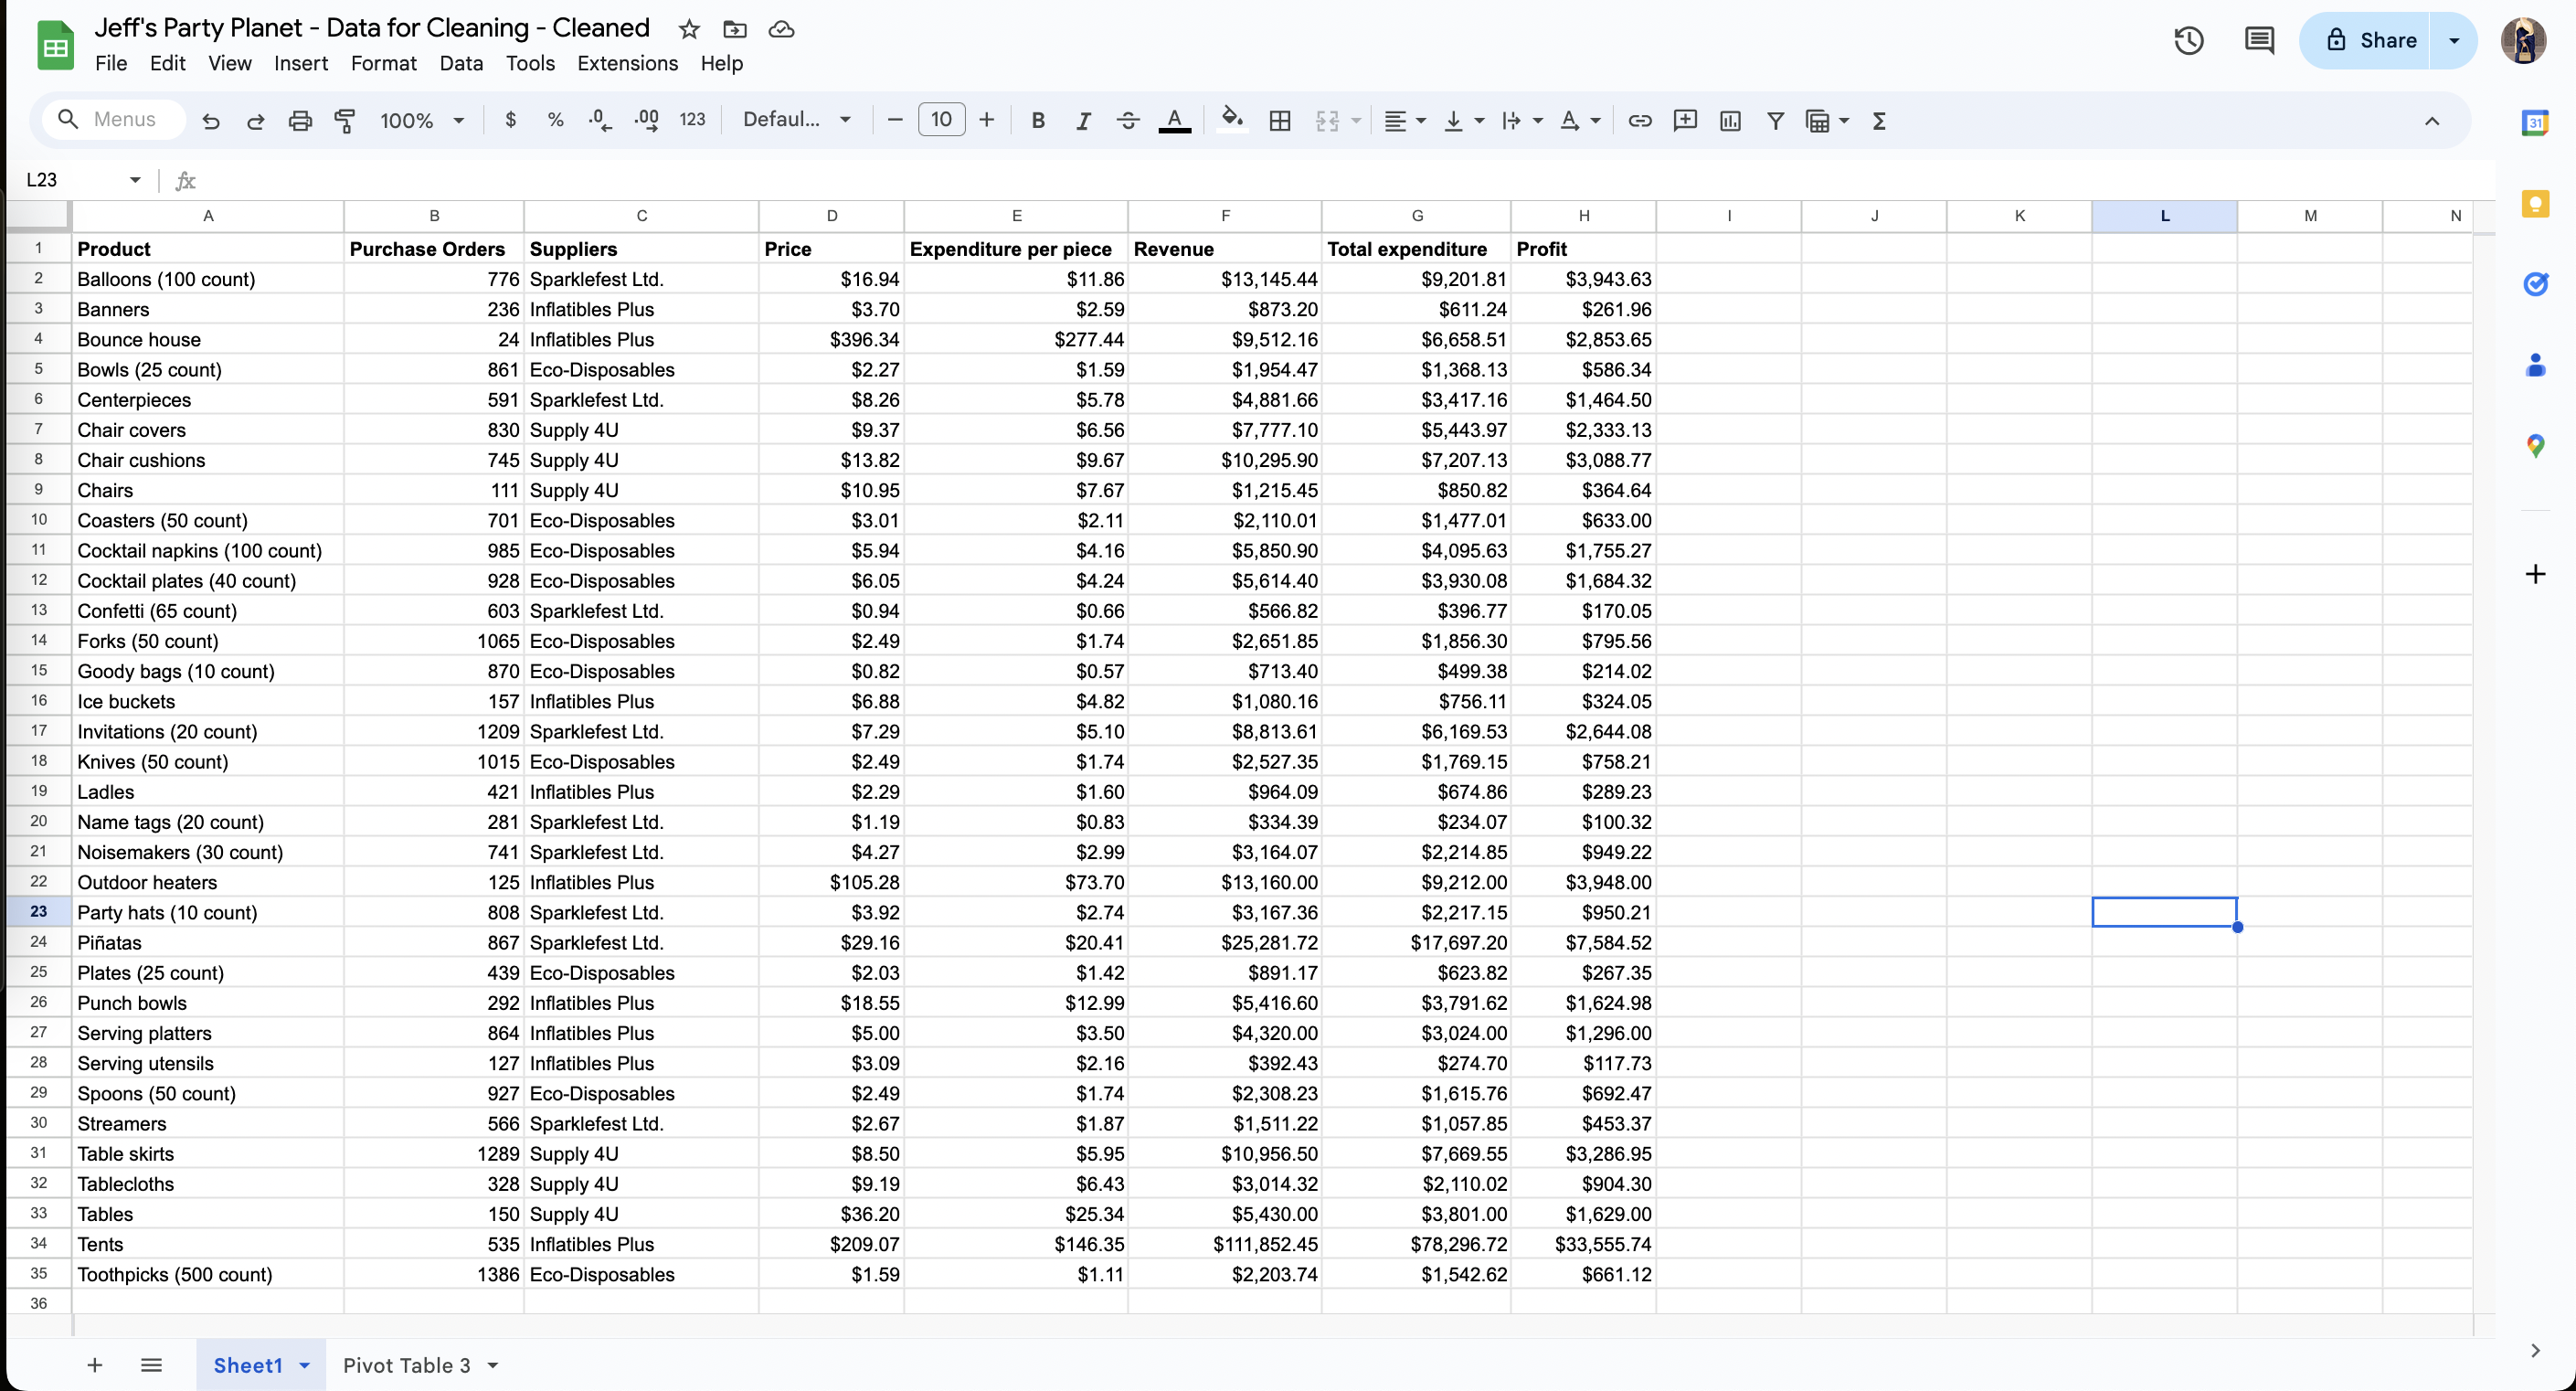 Jeff's Party Planet - Data for Cleaning - Cleaned
File Edit View Insert Format Data Tools Extensions Help
Share
Menus 100% $ % .0 .00 123 Defaul... 10 B I A
31
L23 fx
A B C D E F G H I J K L M N
1 Product Purchase Orders Suppliers Price Expenditure per piece Revenue Total expenditure Profit
2 Balloons (100 count) 776 Sparklefest Ltd. $16.94 $11.86 $13,145.44 $9,201.81 $3,943.63
3 Banners 236 Inflatibles Plus $3.70 $2.59 $873.20 $611.24 $261.96
4 Bounce house 24 Inflatibles Plus $396.34 $277.44 $9,512.16 $6,658.51 $2,853.65
5 Bowls (25 count) 861 Eco-Disposables $2.27 $1.59 $1,954.47 $1,368.13 $586.34
6 Centerpieces 591 Sparklefest Ltd. $8.26 $5.78 $4,881.66 $3,417.16 $1,464.50
7 Chair covers 830 Supply 4U $9.37 $6.56 $7,777.10 $5,443.97 $2,333.13
8 Chair cushions 745 Supply 4U $13.82 $9.67 $10,295.90 $7,207.13 $3,088.77
9 Chairs 111 Supply 4U $10.95 $7.67 $1,215.45 $850.82 $364.64
10 Coasters (50 count) 701 Eco-Disposables $3.01 $2.11 $2,110.01 $1,477.01 $633.00
11 Cocktail napkins (100 count) 985 Eco-Disposables $5.94 $4.16 $5,850.90 $4,095.63 $1,755.27
12 Cocktail plates (40 count) 928 Eco-Disposables $6.05 $4.24 $5,614.40 $3,930.08 $1,684.32
13 Confetti (65 count) 603 Sparklefest Ltd. $0.94 $0.66 $566.82 $396.77 $170.05
14 Forks (50 count) 1065 Eco-Disposables $2.49 $1.74 $2,651.85 $1,856.30 $795.56
15 Goody bags (10 count) 870 Eco-Disposables $0.82 $0.57 $713.40 $499.38 $214.02
16 Ice buckets 157 Inflatibles Plus $6.88 $4.82 $1,080.16 $756.11 $324.05
17 Invitations (20 count) 1209 Sparklefest Ltd. $7.29 $5.10 $8,813.61 $6,169.53 $2,644.08
18 Knives (50 count) 1015 Eco-Disposables $2.49 $1.74 $2,527.35 $1,769.15 $758.21
19 Ladles 421 Inflatibles Plus $2.29 $1.60 $964.09 $674.86 $289.23
20 Name tags (20 count) 281 Sparklefest Ltd. $1.19 $0.83 $334.39 $234.07 $100.32
21 Noisemakers (30 count) 741 Sparklefest Ltd. $4.27 $2.99 $3,164.07 $2,214.85 $949.22
22 Outdoor heaters 125 Inflatibles Plus $105.28 $73.70 $13,160.00 $9,212.00 $3,948.00
23 Party hats (10 count) 808 Sparklefest Ltd. $3.92 $2.74 $3,167.36 $2,217.15 $950.21
24 Piñatas 867 Sparklefest Ltd. $29.16 $20.41 $25,281.72 $17,697.20 $7,584.52
25 Plates (25 count) 439 Eco-Disposables $2.03 $1.42 $891.17 $623.82 $267.35
26 Punch bowls 292 Inflatibles Plus $18.55 $12.99 $5,416.60 $3,791.62 $1,624.98
27 Serving platters 864 Inflatibles Plus $5.00 $3.50 $4,320.00 $3,024.00 $1,296.00
28 Serving utensils 127 Inflatibles Plus $3.09 $2.16 $392.43 $274.70 $117.73
29 Spoons (50 count) 927 Eco-Disposables $2.49 $1.74 $2,308.23 $1,615.76 $692.47
30 Streamers 566 Sparklefest Ltd. $2.67 $1.87 $1,511.22 $1,057.85 $453.37
31 Table skirts 1289 Supply 4U $8.50 $5.95 $10,956.50 $7,669.55 $3,286.95
32 Tablecloths 328 Supply 4U $9.19 $6.43 $3,014.32 $2,110.02 $904.30
33 Tables 150 Supply 4U $36.20 $25.34 $5,430.00 $3,801.00 $1,629.00
34 Tents 535 Inflatibles Plus $209.07 $146.35 $111,852.45 $78,296.72 $33,555.74
35 Toothpicks (500 count) 1386 Eco-Disposables $1.59 $1.11 $2,203.74 $1,542.62 $661.12
36
Sheet1 Pivot Table 3